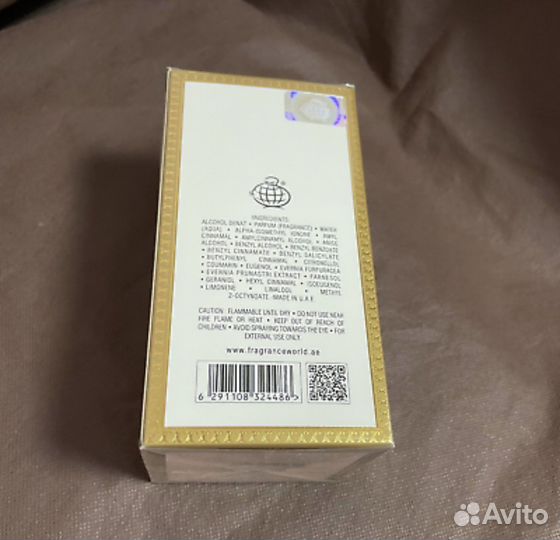 INGREDIENTS:
ALCOHOL DENAT • PARFUM (FRAGRANCE) • WATER
(AQUA) • ALPHA-ISOMETHYL IONONE • AMYL
CINNAMAL • AMYLCINNAMYL ALCOHOL • ANISE
ALCOHOL • BENZYL ALCOHOL • BENZYL BENZOATE
• BENZYL CINNAMATE • BENZYL SALICYLATE
• BUTYLPHENYL CINNAMAL • CITRONELLOL
• COUMARIN • EUGENOL • EVERNIA FURFURACEA
• EVERNIA PRUNASTRI EXTRACT • FARNESOL
• GERANIOL • HEXYL CINNAMAL • ISOEUGENOL
• LIMONENE • LINALOOL • METHYL
2-OCTYNOATE •MADE IN U.A.E.
CAUTION: FLAMMABLE UNTIL DRY • DO NOT USE NEAR
FIRE FLAME OR HEAT • KEEP OUT OF REACH OF
CHILDREN • AVOID SPRAYING TOWARDS THE EYE • FOR
EXTERNAL USE ONLY.
www.fragranceworld.ae
6 291108 324486 >
Avito